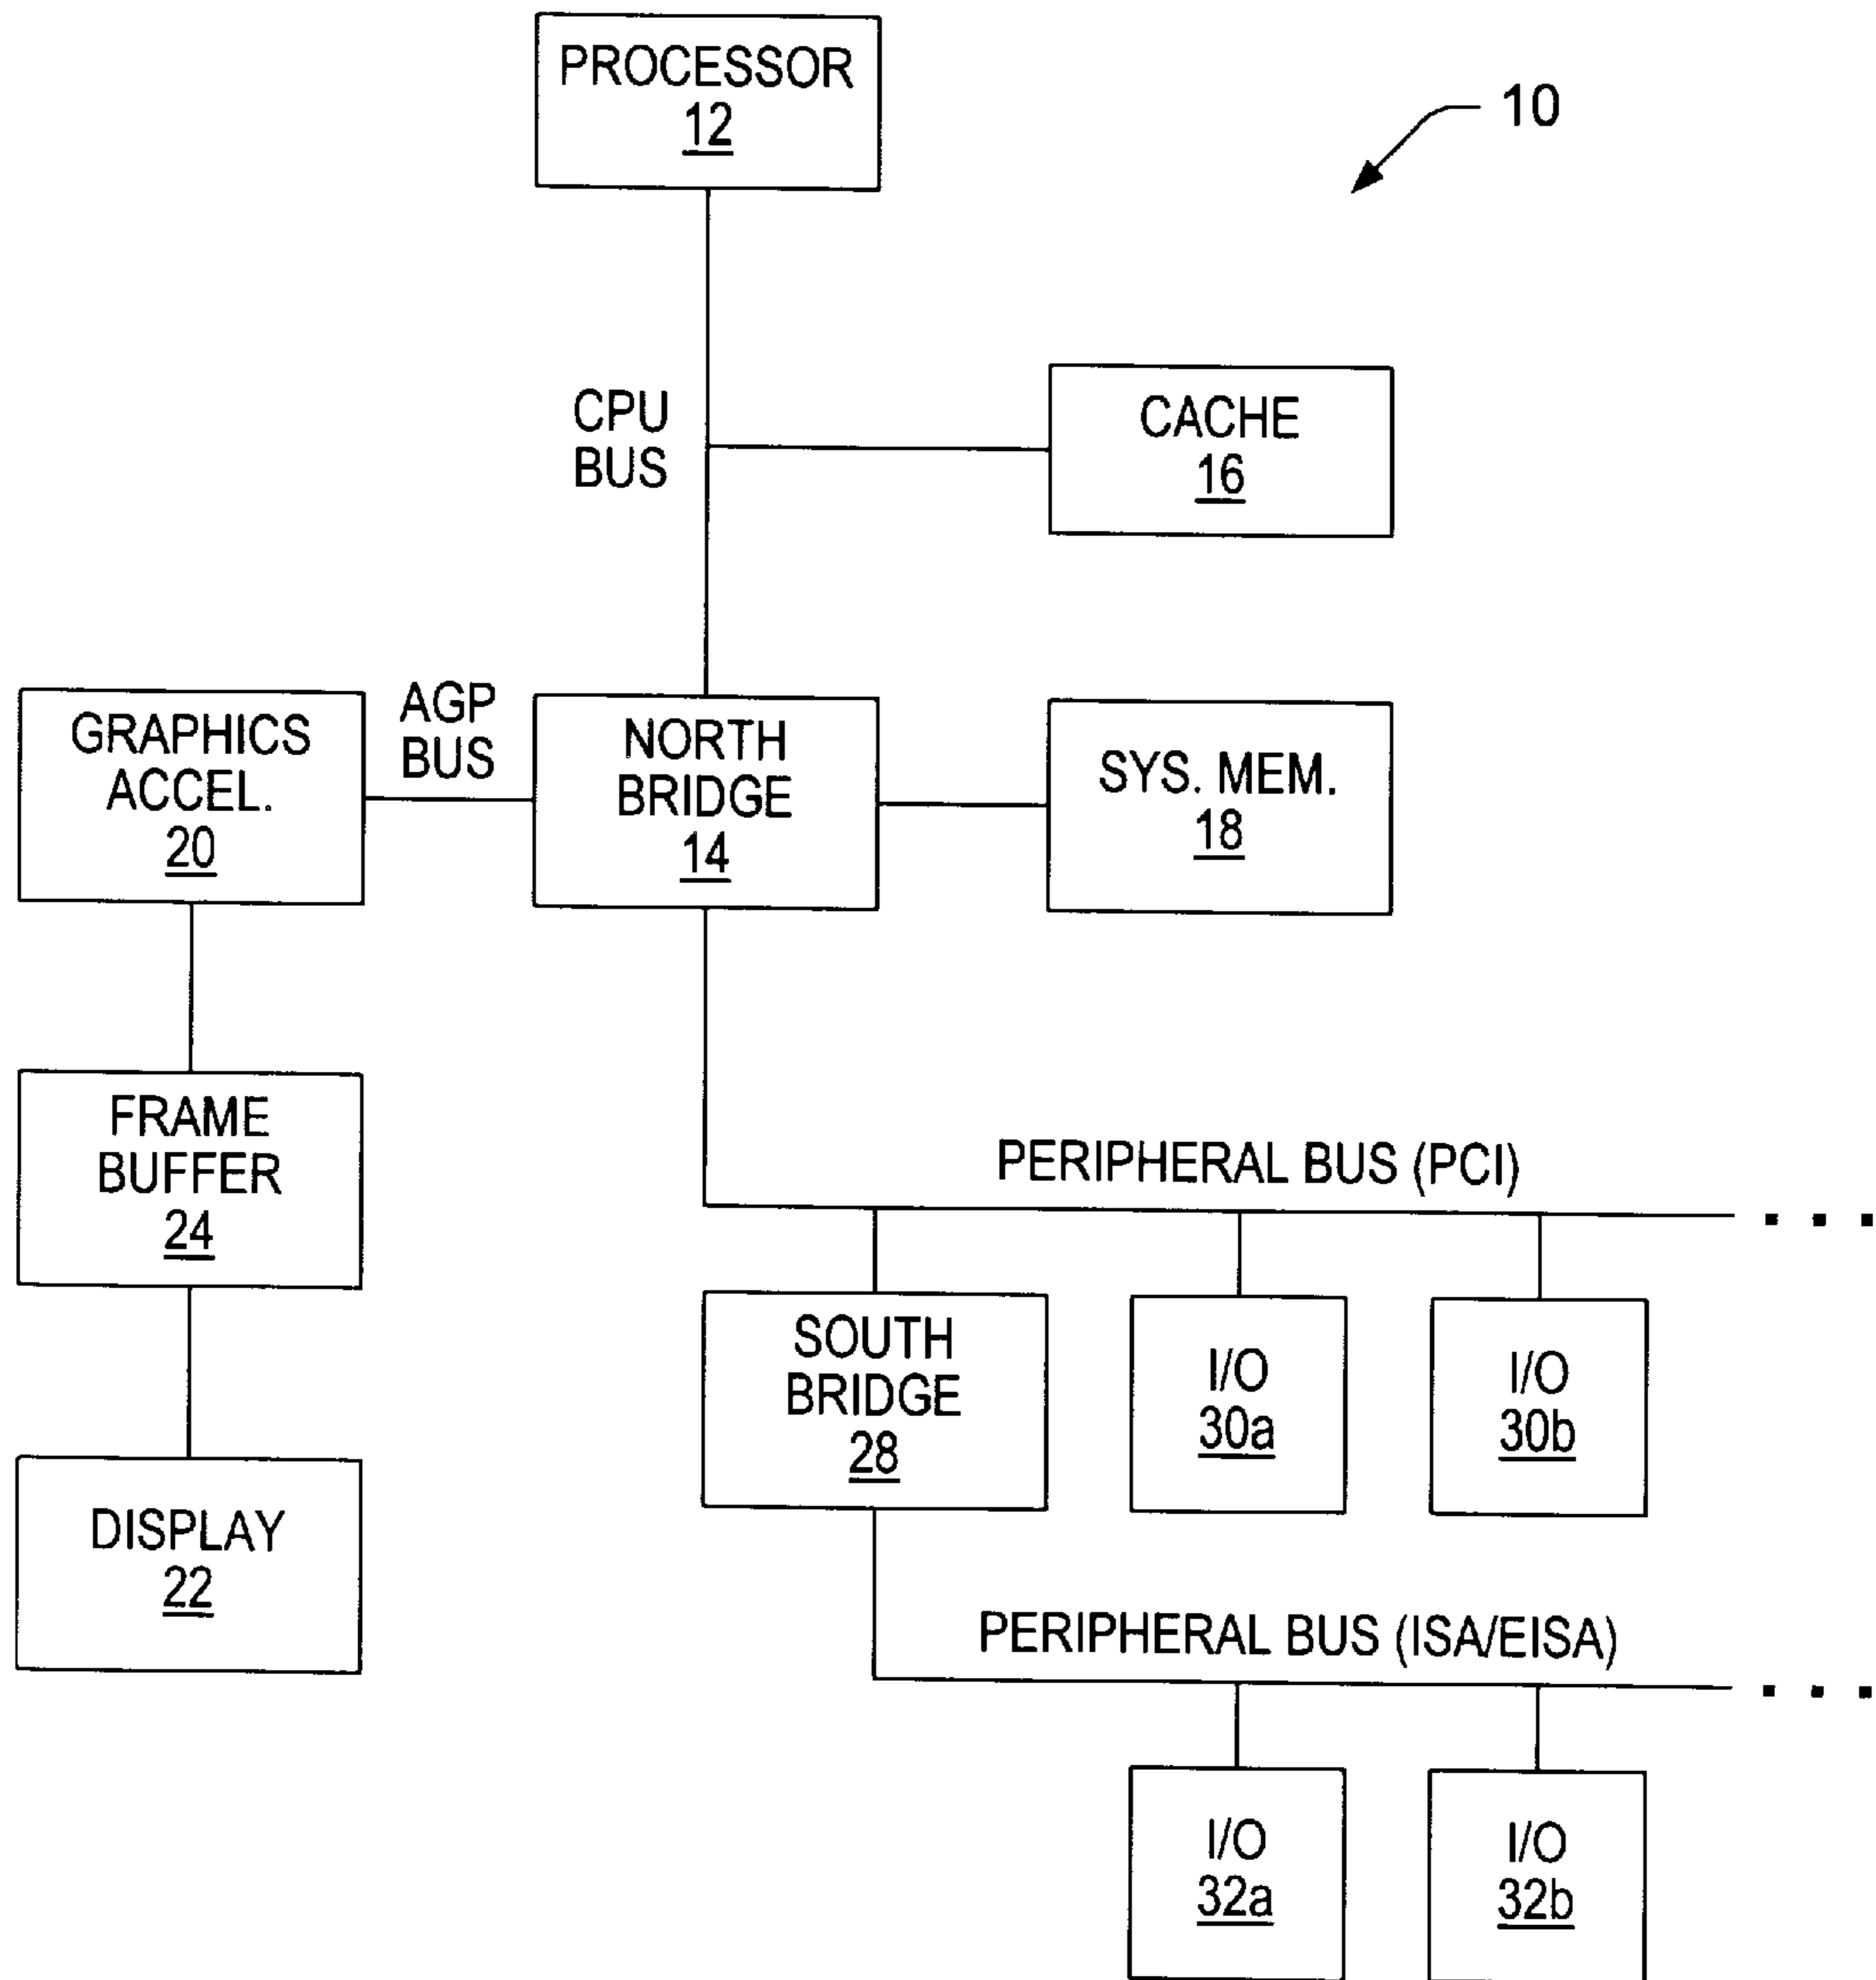 PROCESSOR
12
10
CPU
BUS
CACHE
16
GRAPHICS
ACCEL.
20
AGP
BUS
NORTH
BRIDGE
14
SYS. MEM.
18
FRAME
BUFFER
24
PERIPHERAL BUS (PCI)
SOUTH
BRIDGE
28
I/O
30a
I/O
30b
DISPLAY
22
PERIPHERAL BUS (ISA/EISA)
I/O
32a
I/O
32b